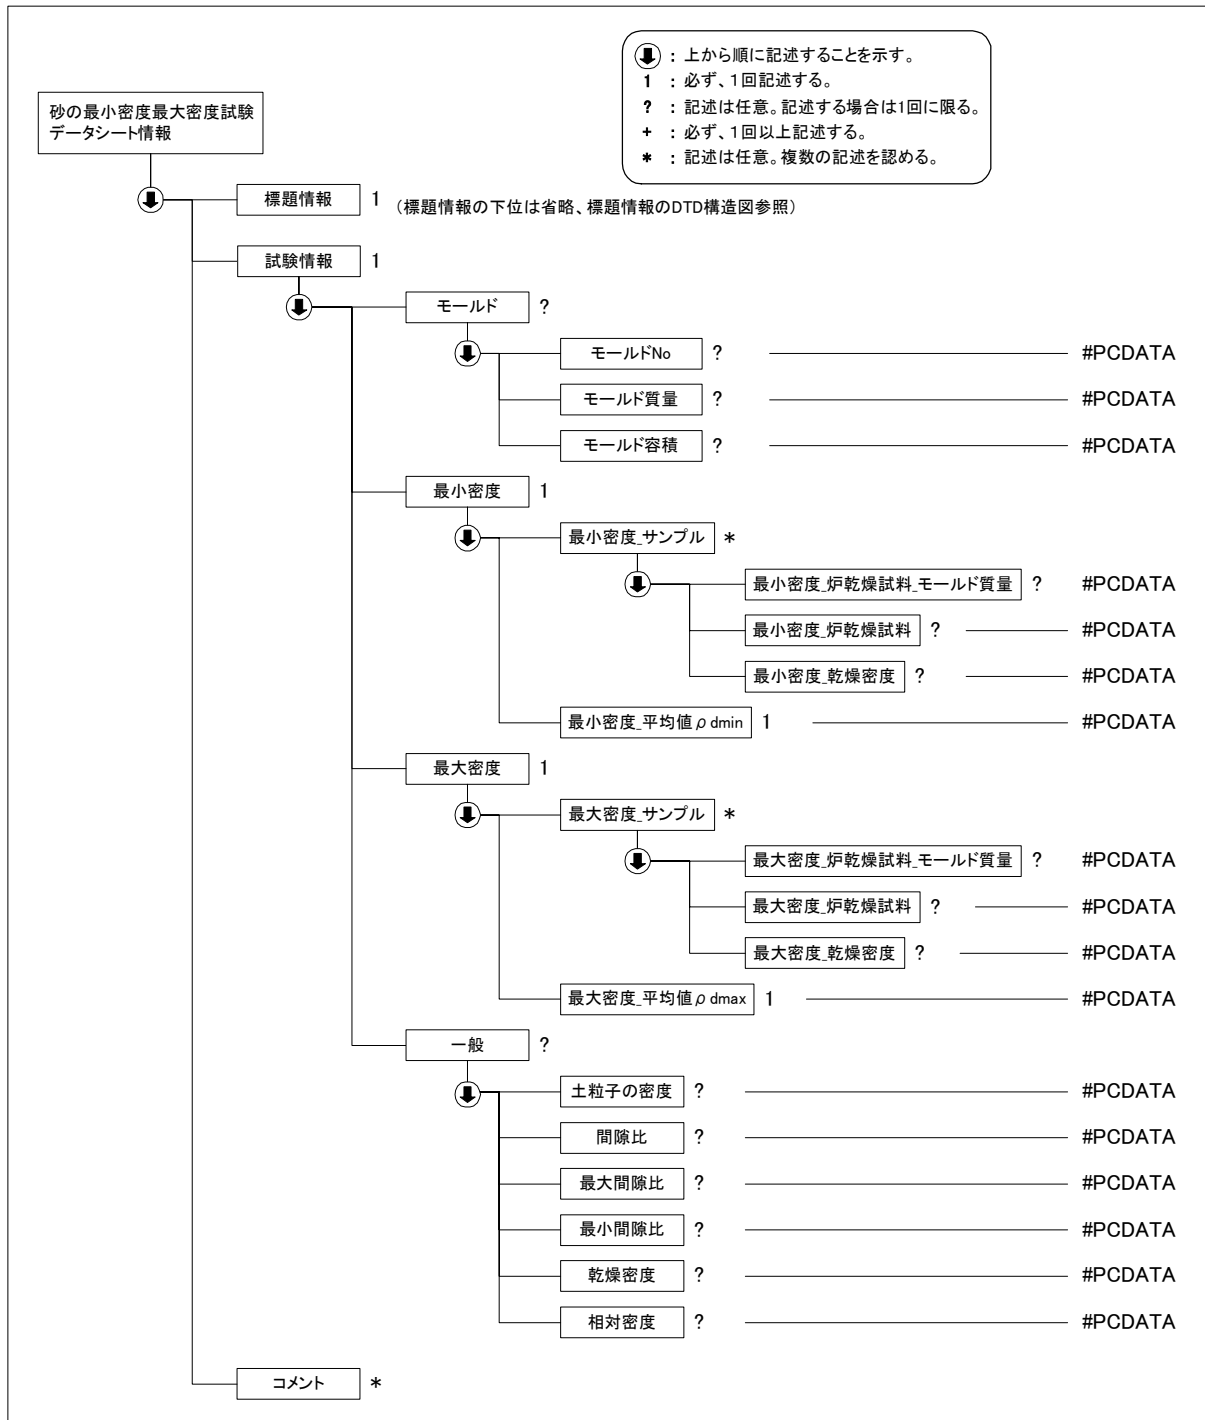 ：上から順に記述することを示す。
1 ：必ず、1回記述する。
? ：記述は任意。記述する場合は1回に限る。
+ ：必ず、1回以上記述する。
* ：記述は任意。複数の記述を認める。
砂の最小密度最大密度試験
データシート情報
標題情報 1 （標題情報の下位は省略、標題情報のDTD構造図参照）
試験情報 1
モールド ?
モールドNo ? #PCDATA
モールド質量 ? #PCDATA
モールド容積 ? #PCDATA
最小密度 1
最小密度_サンプル *
最小密度_炉乾燥試料_モールド質量 ? #PCDATA
最小密度_炉乾燥試料 ? #PCDATA
最小密度_乾燥密度 ? #PCDATA
最小密度_平均値ρdmin 1 #PCDATA
最大密度 1
最大密度_サンプル *
最大密度_炉乾燥試料_モールド質量 ? #PCDATA
最大密度_炉乾燥試料 ? #PCDATA
最大密度_乾燥密度 ? #PCDATA
最大密度_平均値ρdmax 1 #PCDATA
一般 ?
土粒子の密度 ? #PCDATA
間隙比 ? #PCDATA
最大間隙比 ? #PCDATA
最小間隙比 ? #PCDATA
乾燥密度 ? #PCDATA
相対密度 ? #PCDATA
コメント *